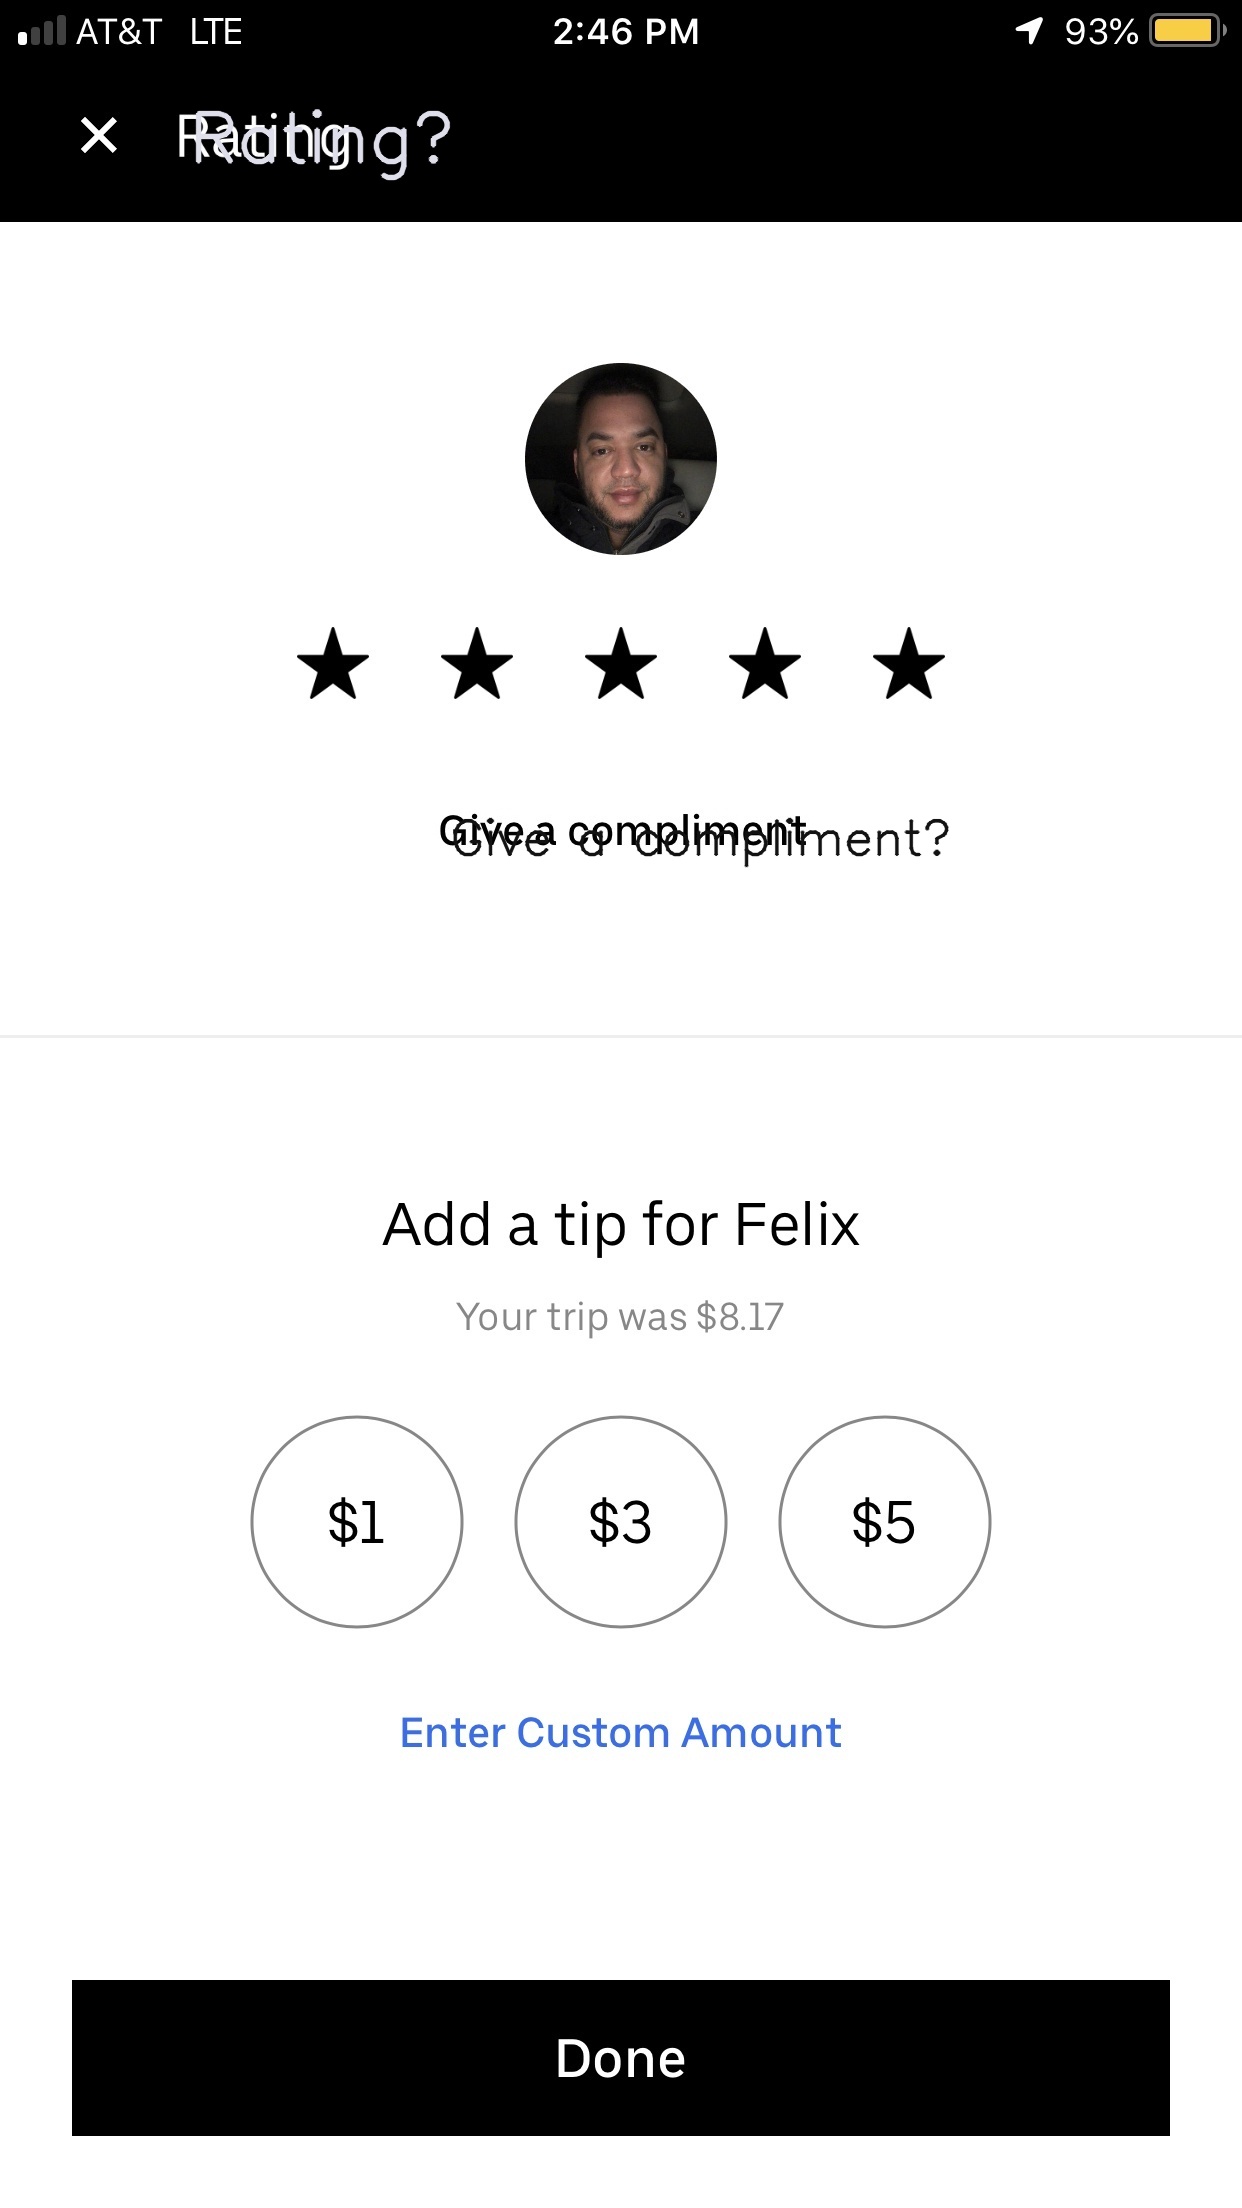 AT&T LTE 2:46 PM 93%
Rating
Rating?
Give a compliment
Give a compliment?
Add a tip for Felix
Your trip was $8.17
$1 $3 $5
Enter Custom Amount
Done